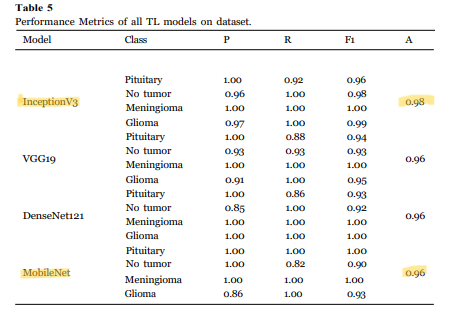 Table 5
Performance Metrics of all TL models on dataset.
Model Class P R F1 A
Pituitary 1.00 0.92 0.96
No tumor 0.96 1.00 0.98
InceptionV3 Meningioma 1.00 1.00 1.00 0.98
Glioma 0.97 1.00 0.99
Pituitary 1.00 0.88 0.94
No tumor 0.93 0.93 0.93
VGG19 Meningioma 1.00 1.00 1.00 0.96
Glioma 0.91 1.00 0.95
Pituitary 1.00 0.86 0.93
No tumor 0.85 1.00 0.92
DenseNet121 Meningioma 1.00 1.00 1.00 0.96
Glioma 1.00 1.00 1.00
Pituitary 1.00 1.00 1.00
No tumor 1.00 0.82 0.90
MobileNet Meningioma 1.00 1.00 1.00 0.96
Glioma 0.86 1.00 0.93